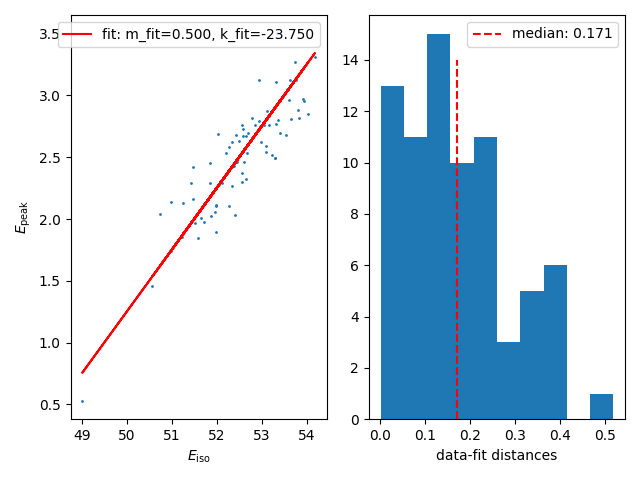 fit: m_fit=0.500, k_fit=-23.750
3.5
3.0
2.5
2.0
1.5
1.0
0.5
E_peak
49 50 51 52 53 54
E_iso
median: 0.171
14
12
10
8
6
4
2
0
0.0 0.1 0.2 0.3 0.4 0.5
data-fit distances